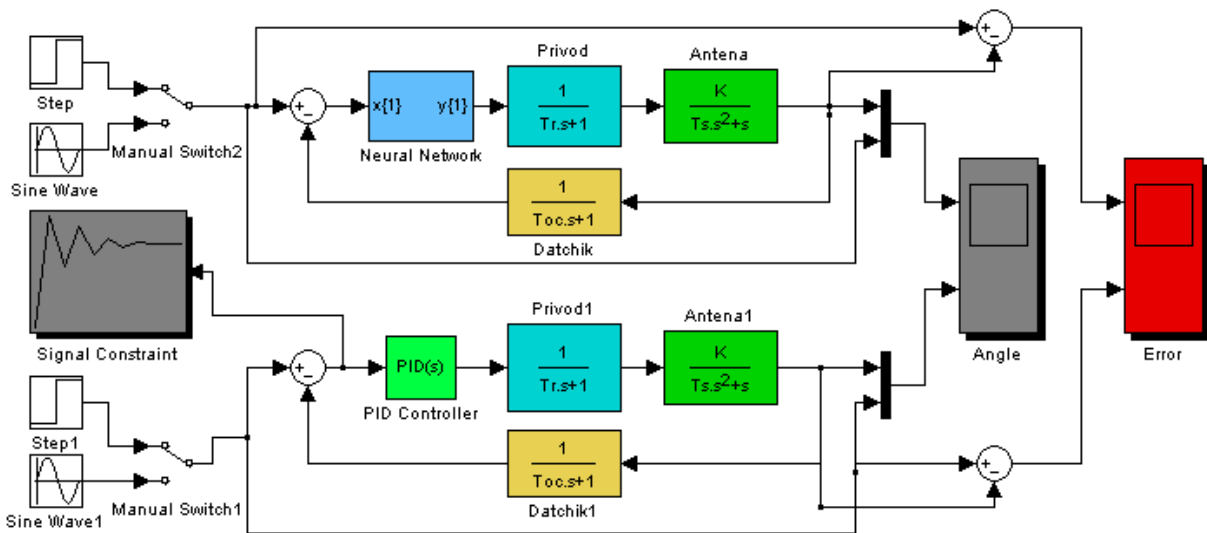 Step
Sine Wave
Manual Switch2
x{1} y{1}
Neural Network
Privod
1
Tr.s+1
Antena
K
Ts.s²+s
1
Toc.s+1
Datchik
Signal Constraint
Angle
Error
Step1
Sine Wave1
Manual Switch1
PID(s)
PID Controller
Privod1
1
Tr.s+1
Antena1
K
Ts.s²+s
1
Toc.s+1
Datchik1